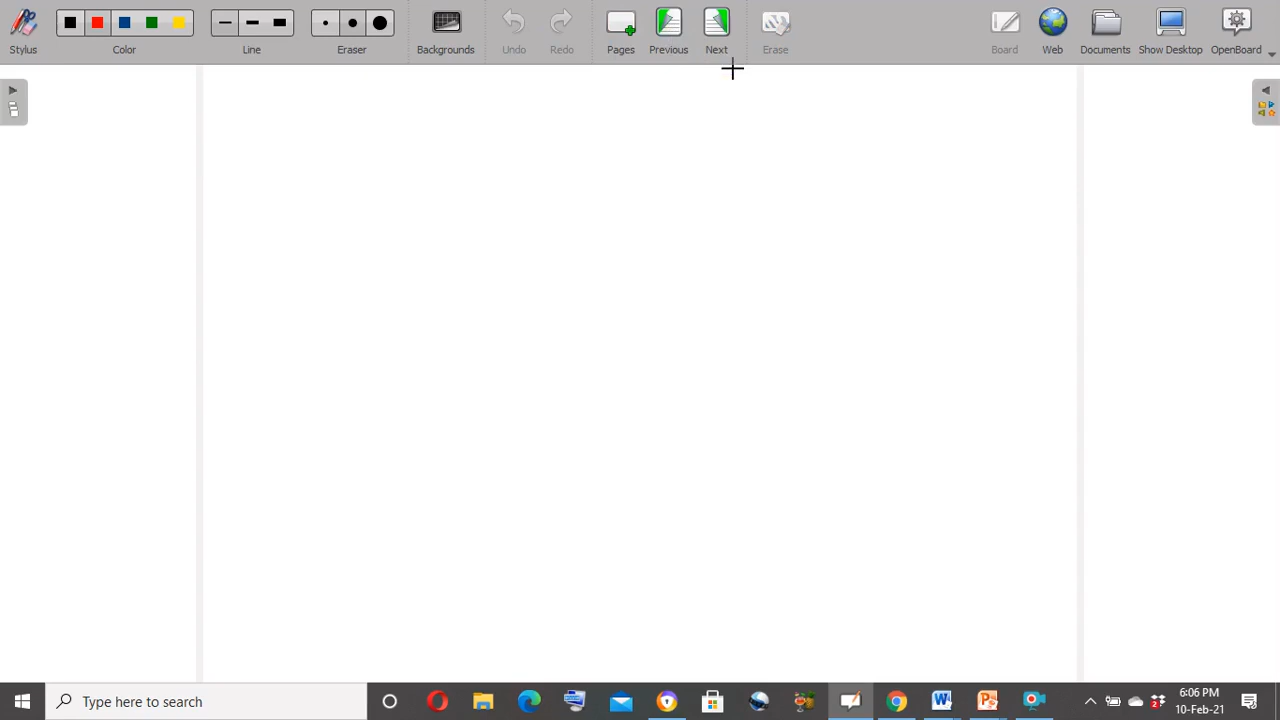 Stylus Color Line Eraser Backgrounds Undo Redo Pages Previous Next Erase Board Web Documents Show Desktop OpenBoard
Type here to search
2
6:06 PM
10-Feb-21